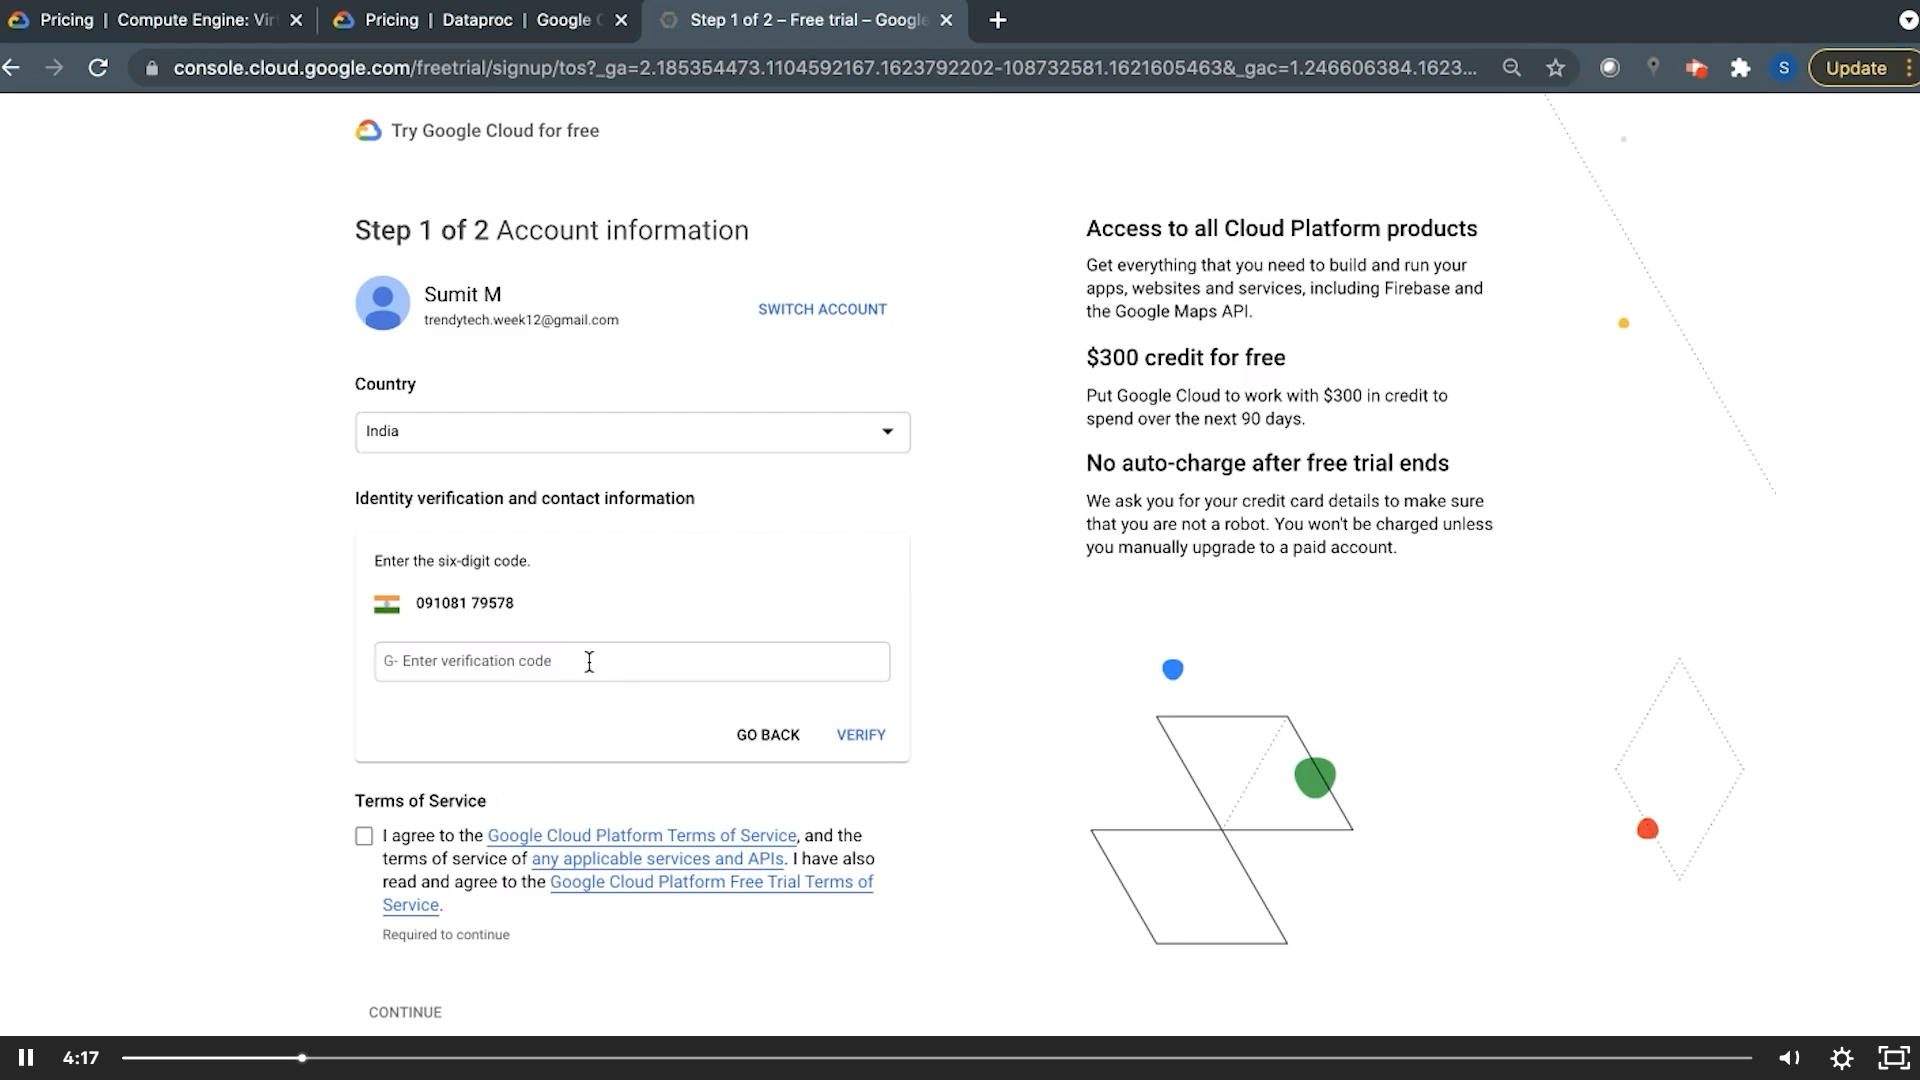 Pricing | Compute Engine: Vir
Pricing | Dataproc | Google C
Step 1 of 2 – Free trial – Google
console.cloud.google.com/freetrial/signup/tos?_ga=2.185354473.1104592167.1623792202-108732581.1621605463&_gac=1.246606384.1623...
S
Update
Try Google Cloud for free
Step 1 of 2 Account information
Sumit M
trendytech.week12@gmail.com
SWITCH ACCOUNT
Country
India
Identity verification and contact information
Enter the six-digit code.
091081 79578
G- Enter verification code
GO BACK
VERIFY
Terms of Service
I agree to the Google Cloud Platform Terms of Service, and the
terms of service of any applicable services and APIs. I have also
read and agree to the Google Cloud Platform Free Trial Terms of
Service.
Required to continue
CONTINUE
Access to all Cloud Platform products
Get everything that you need to build and run your
apps, websites and services, including Firebase and
the Google Maps API.
$300 credit for free
Put Google Cloud to work with $300 in credit to
spend over the next 90 days.
No auto-charge after free trial ends
We ask you for your credit card details to make sure
that you are not a robot. You won't be charged unless
you manually upgrade to a paid account.
4:17